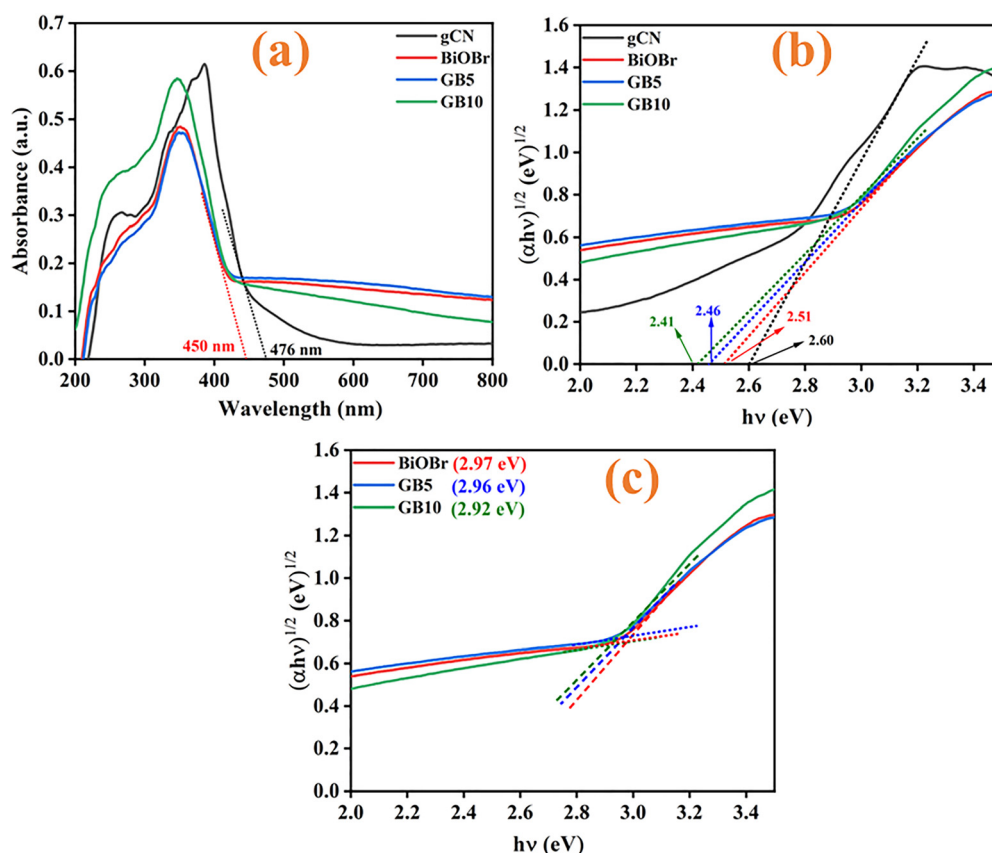 (a)
gCN
BiOBr
GB5
GB10
0.7
0.6
0.5
0.4
0.3
0.2
0.1
0.0
Absorbance (a.u.)
450 nm
476 nm
200 300 400 500 600 700 800
Wavelength (nm)
(b)
gCN
BiOBr
GB5
GB10
1.6
1.4
1.2
1.0
0.8
0.6
0.4
0.2
0.0
(αhν)^1/2 (eV)^1/2
2.41
2.46
2.51
2.60
2.0 2.2 2.4 2.6 2.8 3.0 3.2 3.4
hν (eV)
(c)
BiOBr (2.97 eV)
GB5 (2.96 eV)
GB10 (2.92 eV)
1.6
1.4
1.2
1.0
0.8
0.6
0.4
0.2
0.0
(αhν)^1/2 (eV)^1/2
2.0 2.2 2.4 2.6 2.8 3.0 3.2 3.4
hν (eV)